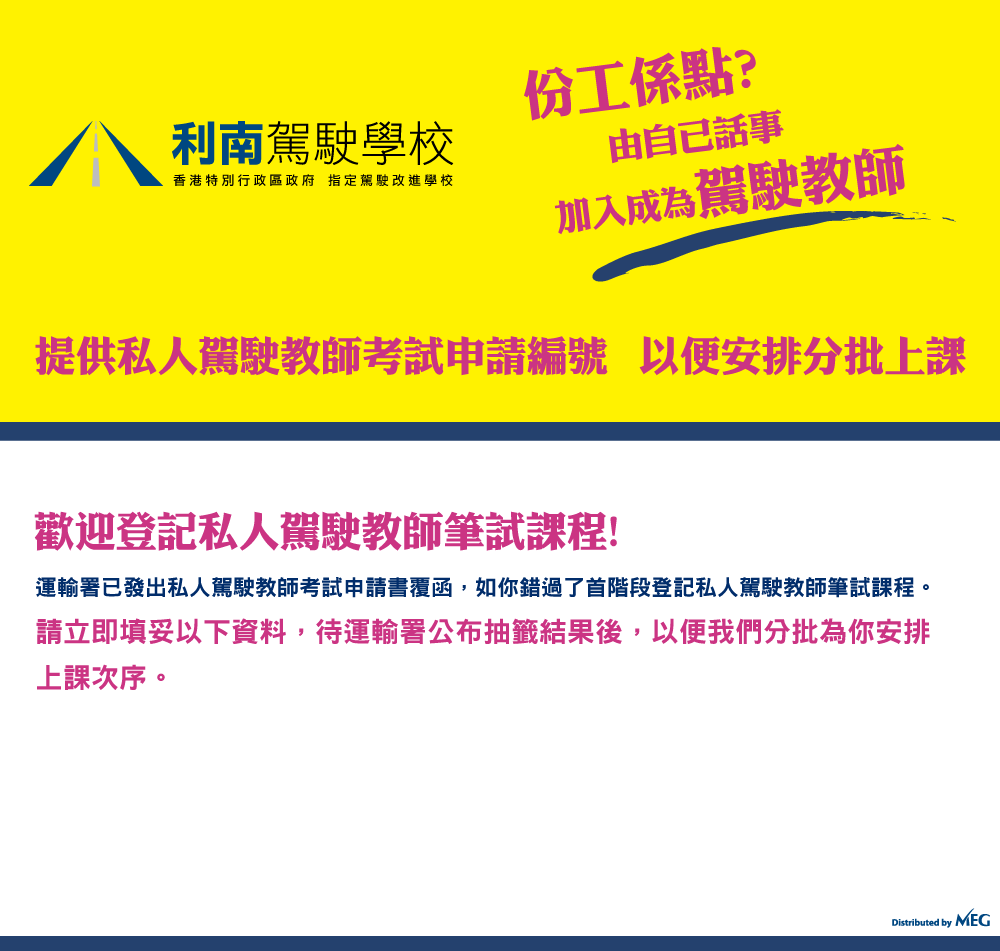 利南駕駛學校
香港特別行政區政府 指定駕駛改進學校
份工係點?
由自己話事
加入成為駕駛教師
提供私人駕駛教師考試申請編號 以便安排分批上課
歡迎登記私人駕駛教師筆試課程!
運輸署已發出私人駕駛教師考試申請書覆函，如你錯過了首階段登記私人駕駛教師筆試課程。
請立即填妥以下資料，待運輸署公布抽籤結果後，以便我們分批為你安排
上課次序。
Distributed by MEG